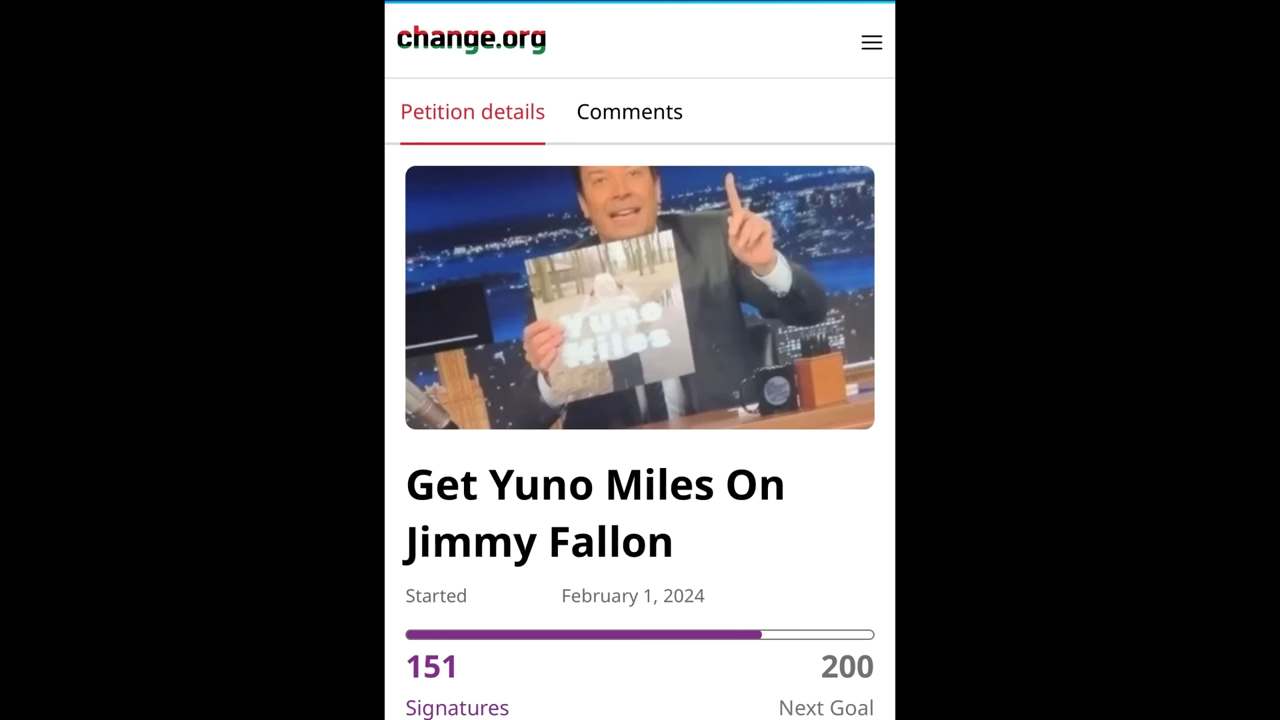 change.org
Petition details Comments
Yuno
Miles
Get Yuno Miles On
Jimmy Fallon
Started February 1, 2024
151 200
Signatures Next Goal